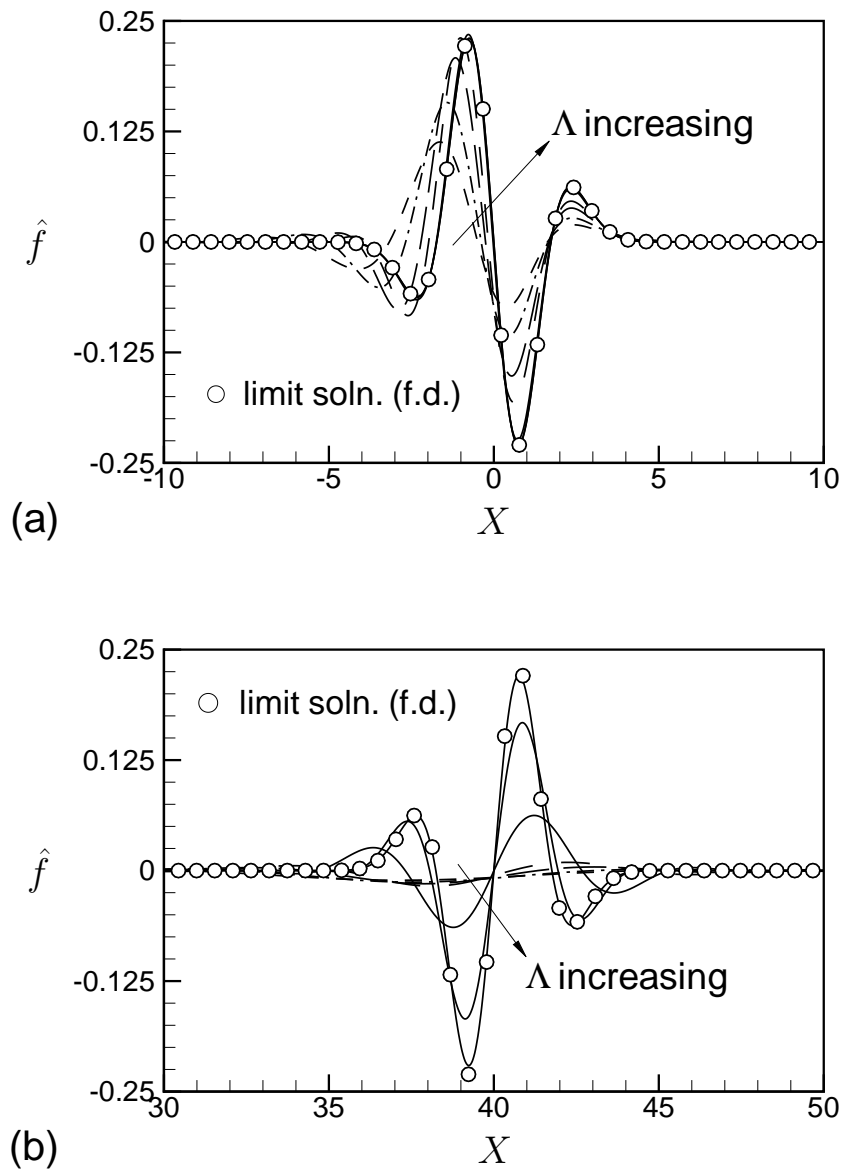 0.25
0.125
0
-0.125
-0.25
f̂
Λ increasing
limit soln. (f.d.)
-10
-5
0
5
10
X
(a)
0.25
0.125
0
-0.125
-0.25
f̂
limit soln. (f.d.)
Λ increasing
30
35
40
45
50
X
(b)